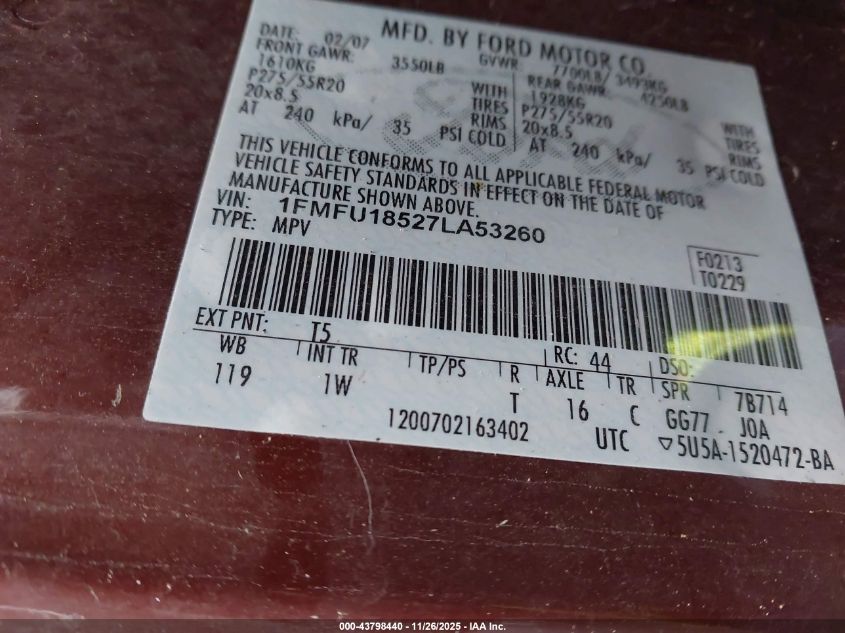 MFD. BY FORD MOTOR CO.
DATE: 02/07 GVWR: 7700LB/ 3493KG
FRONT GAWR: 3550LB REAR GAWR: 4250LB
1610KG WITH 1928KG WITH
P275/55R20 TIRES P275/55R20 TIRES
20x8.5 RIMS 20x8.5 RIMS
AT 240 kPa/ 35 PSI COLD AT 240 kPa/ 35 PSI COLD
THIS VEHICLE CONFORMS TO ALL APPLICABLE FEDERAL MOTOR
VEHICLE SAFETY STANDARDS IN EFFECT ON THE DATE OF
MANUFACTURE SHOWN ABOVE.
VIN: 1FMFU18527LA53260
TYPE: MPV
F0213
T0229
EXT PNT: T5 RC: 44 DSO:
WB INT TR TP/PS R AXLE TR SPR 7B714
119 1W T 16 C GG77 JOA
1200702163402 UTC ▽5U5A-1520472-BA
000-43798440 - 11/26/2025 - IAA Inc.